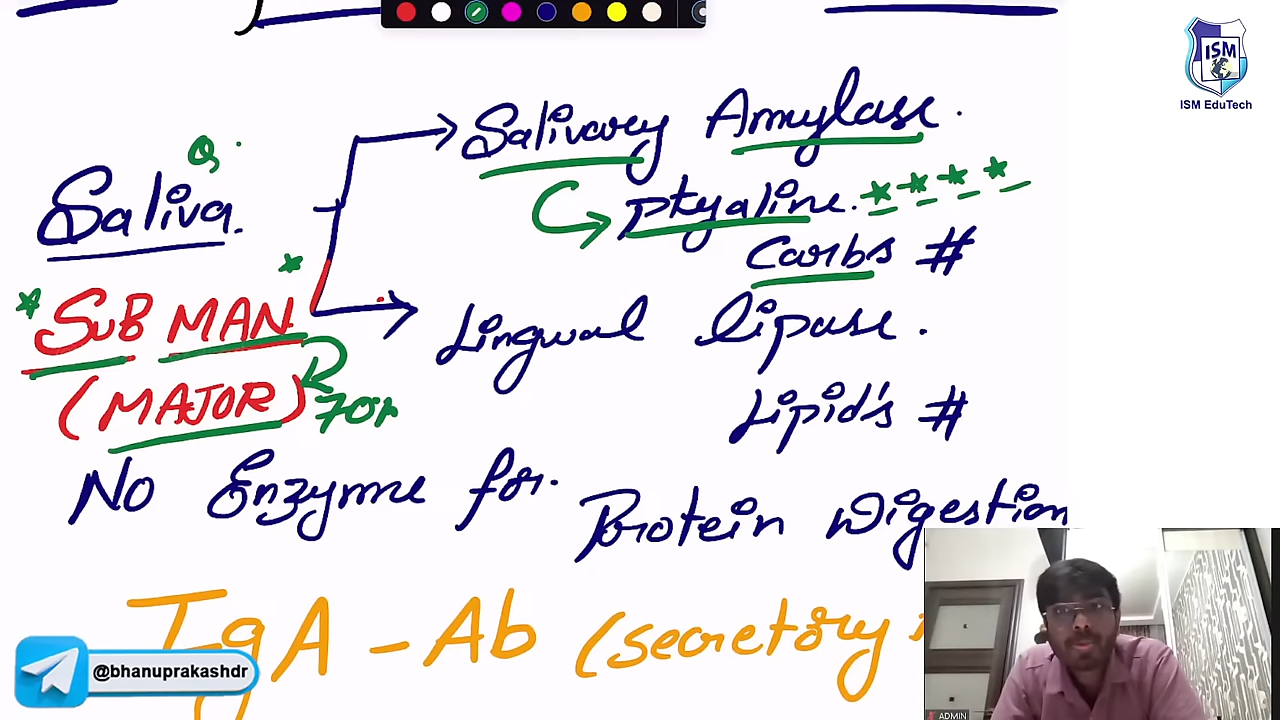 ISM
ISM EduTech
Salivary Amylase.
Q.
Saliva.
Ptyaline.
Carbs #
SUB MAN
Lingual lipase.
(MAJOR)
Lipid's #
No Enzyme for.
Protein Digestion
IgA - Ab (secretory
@bhanuprakashdr
ADMIN